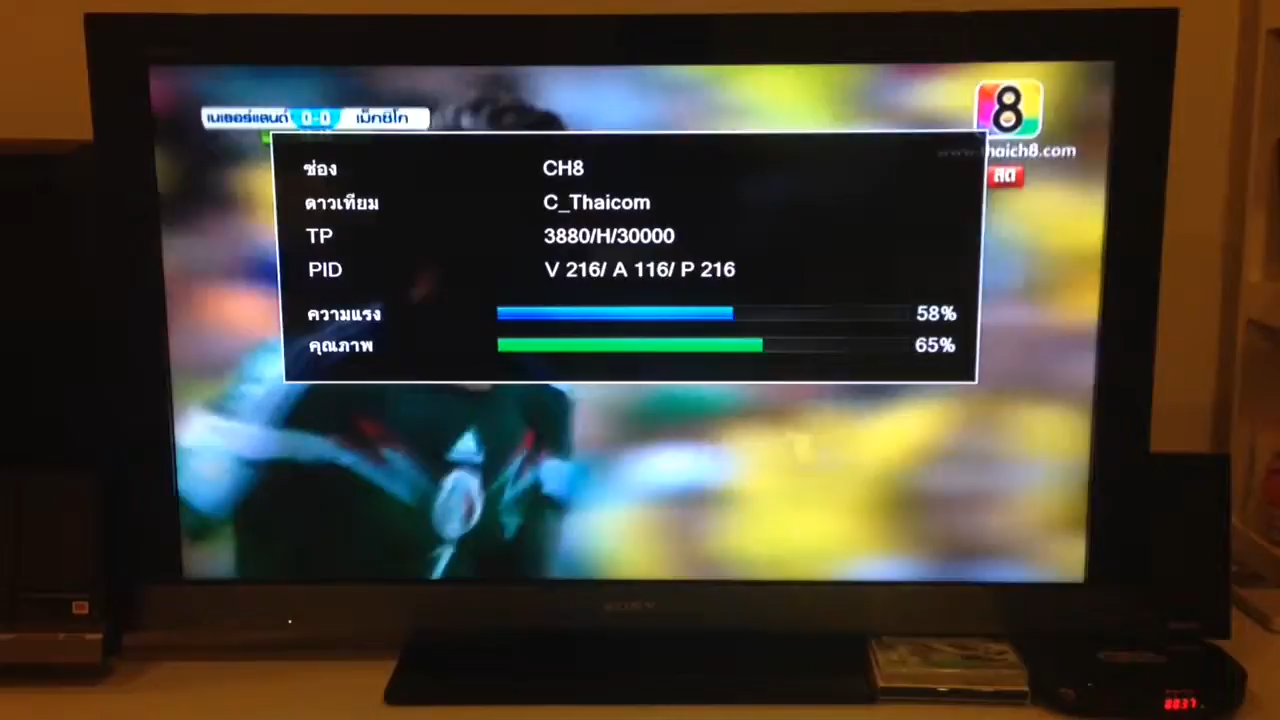 เนเธอร์แลนด์ 0-0 เม็กซิโก
8
www.thaich8.com
สด
ช่อง CH8
ดาวเทียม C_Thaicom
TP 3880/H/30000
PID V 216/ A 116/ P 216
ความแรง 58%
คุณภาพ 65%
SONY